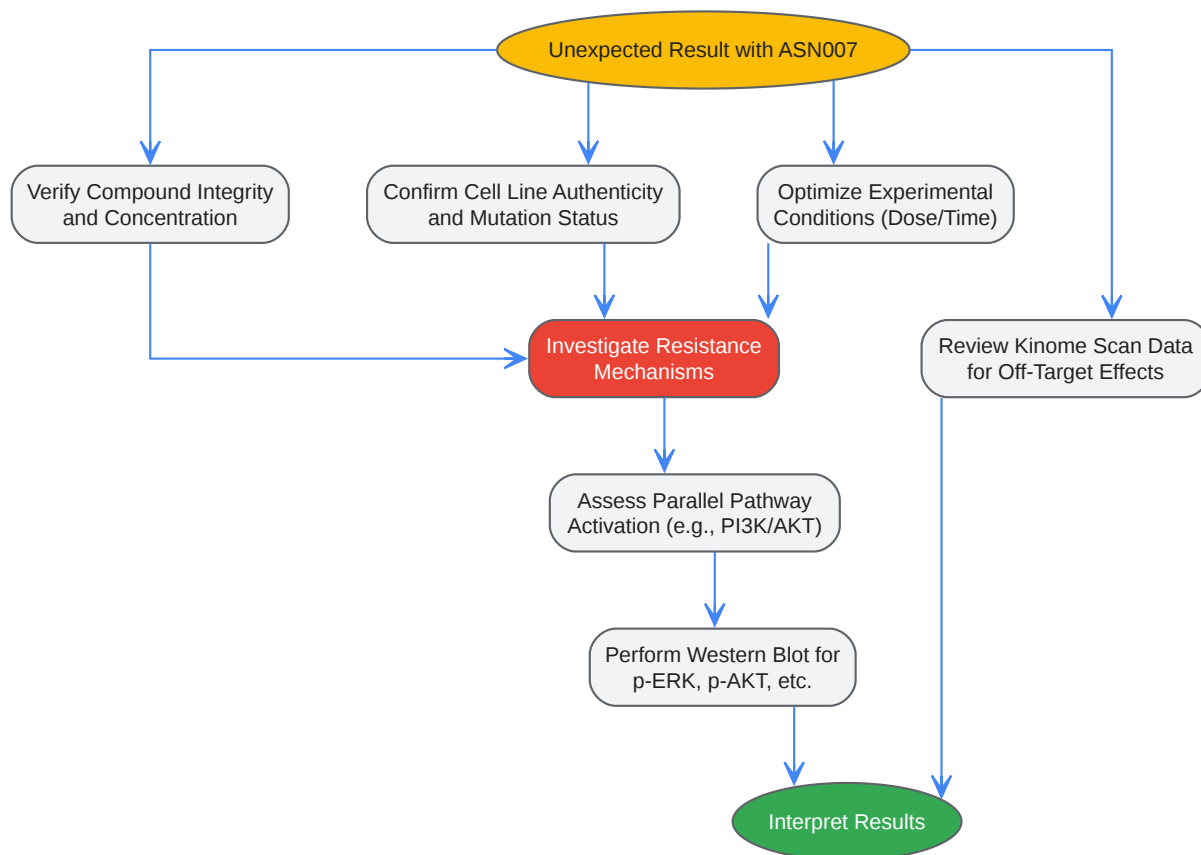 Unexpected Result with ASN007
Verify Compound Integrity
and Concentration
Confirm Cell Line Authenticity
and Mutation Status
Optimize Experimental
Conditions (Dose/Time)
Investigate Resistance
Mechanisms
Review Kinome Scan Data
for Off-Target Effects
Assess Parallel Pathway
Activation (e.g., PI3K/AKT)
Perform Western Blot for
p-ERK, p-AKT, etc.
Interpret Results